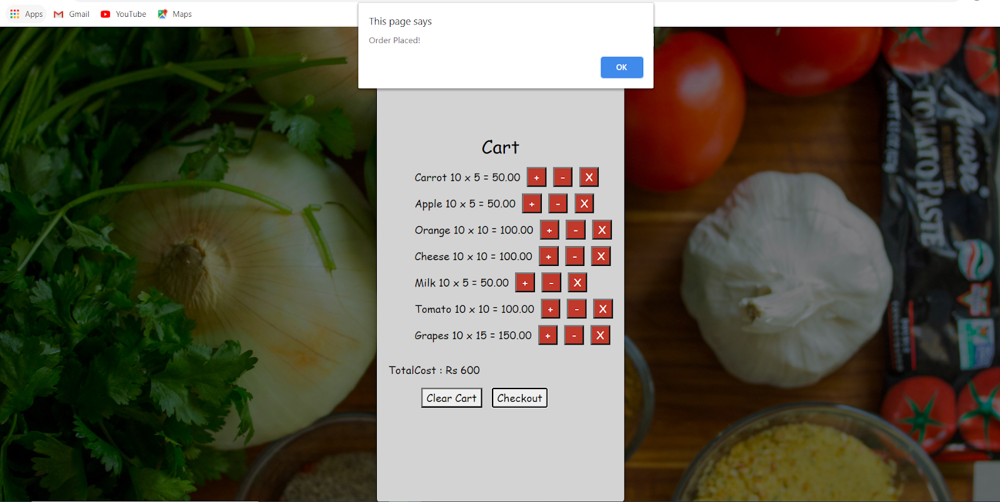 Apps Gmail YouTube Maps
This page says
Order Placed!
OK
Cart
Carrot 10 x 5 = 50.00 + - X
Apple 10 x 5 = 50.00 + - X
Orange 10 x 10 = 100.00 + - X
Cheese 10 x 10 = 100.00 + - X
Milk 10 x 5 = 50.00 + - X
Tomato 10 x 10 = 100.00 + - X
Grapes 10 x 15 = 150.00 + - X
TotalCost : Rs 600
Clear Cart Checkout
Amore
TOMATO PASTE